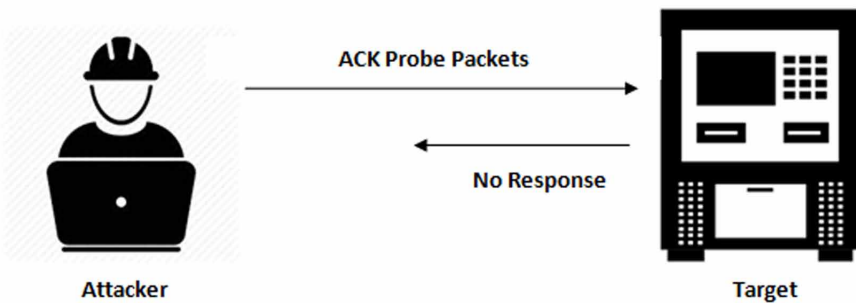 ACK Probe Packets
No Response
Attacker
Target